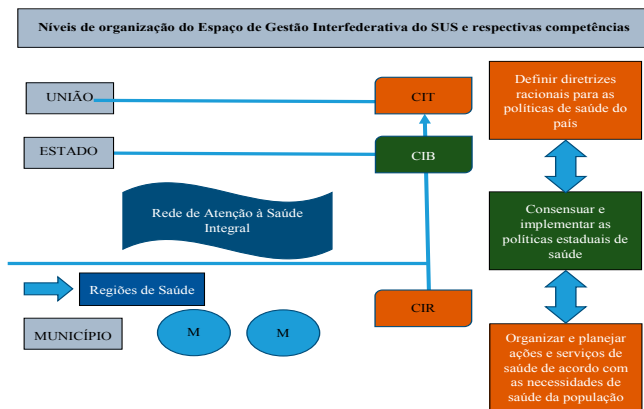 Níveis de organização do Espaço de Gestão Interfederativa do SUS e respectivas competências
UNIÃO
CIT
Definir diretrizes
racionais para as
políticas de saúde do
país
ESTADO
CIB
Rede de Atenção à Saúde
Integral
Consensuar e
implementar as
políticas estaduais de
saúde
Regiões de Saúde
CIR
MUNICÍPIO
M
M
Organizar e planejar
ações e serviços de
saúde de acordo com
as necessidades de
saúde da população